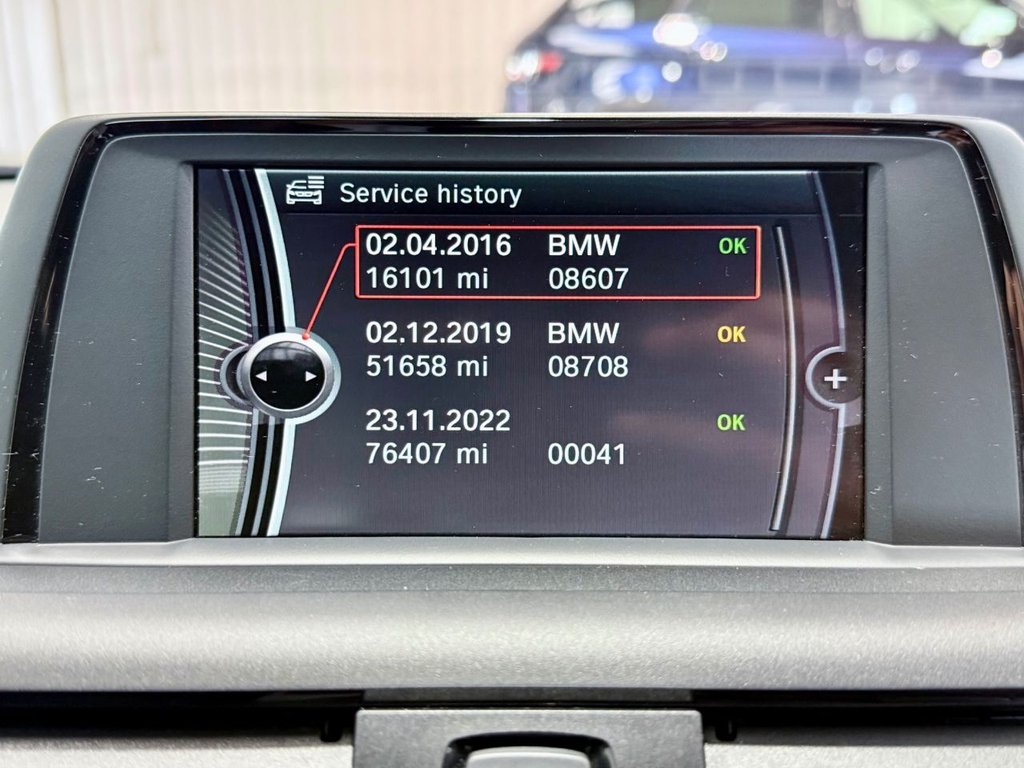 Service history
02.04.2016 BMW OK
16101 mi 08607
02.12.2019 BMW OK
51658 mi 08708
23.11.2022 OK
76407 mi 00041